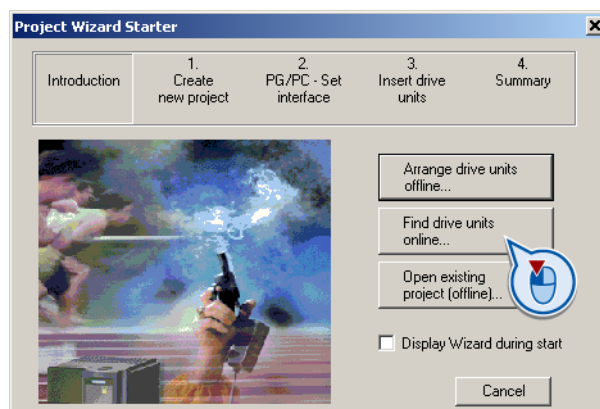 Project Wizard Starter
Introduction
1.
Create
new project
2.
PG/PC - Set
interface
3.
Insert drive
units
4.
Summary
Arrange drive units
offline...
Find drive units
online...
Open existing
project (offline)...
Display Wizard during start
Cancel